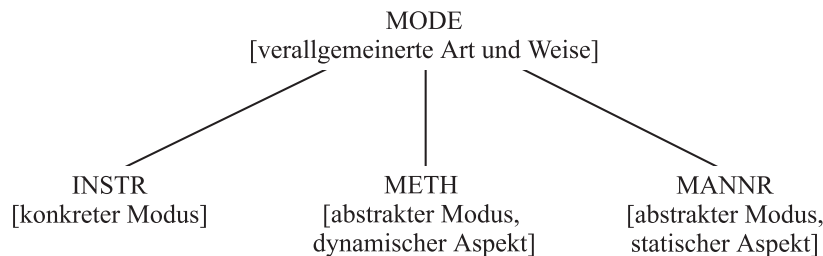 MODE
[verallgemeinerte Art und Weise]
INSTR
[konkreter Modus]
METH
[abstrakter Modus,
dynamischer Aspekt]
MANNR
[abstrakter Modus,
statischer Aspekt]